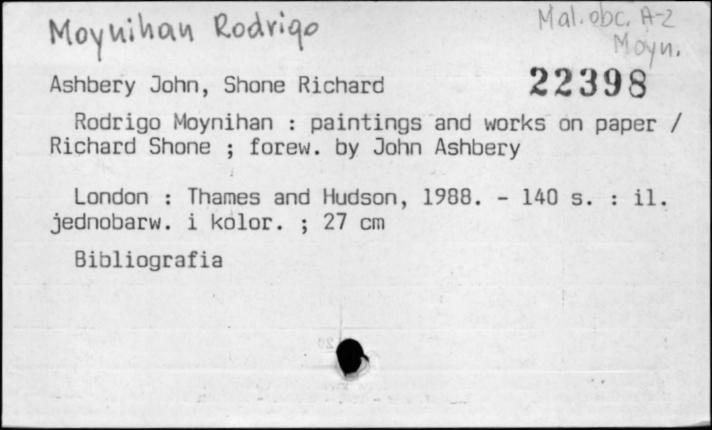 Moynihan Rodrigo
Mal. obc. A-Z
Moyn.
22398
Ashbery John, Shone Richard
Rodrigo Moynihan : paintings and works on paper /
Richard Shone ; forew. by John Ashbery
London : Thames and Hudson, 1988. - 140 s. : il.
jednobarw. i kolor. ; 27 cm
Bibliografia